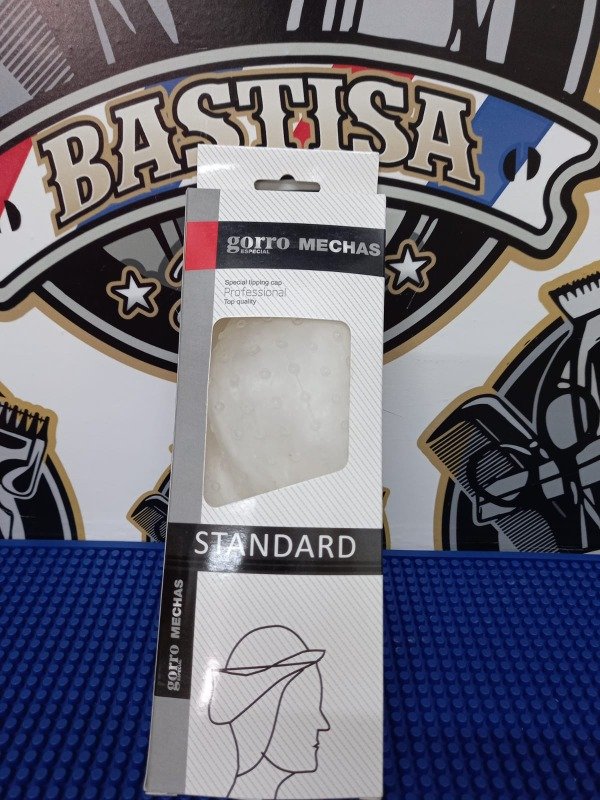 BASTISA
gorro MECHAS
ESPECIAL
Special tipping cap
Professional
Top quality
STANDARD
gorro MECHAS
ESPECIAL